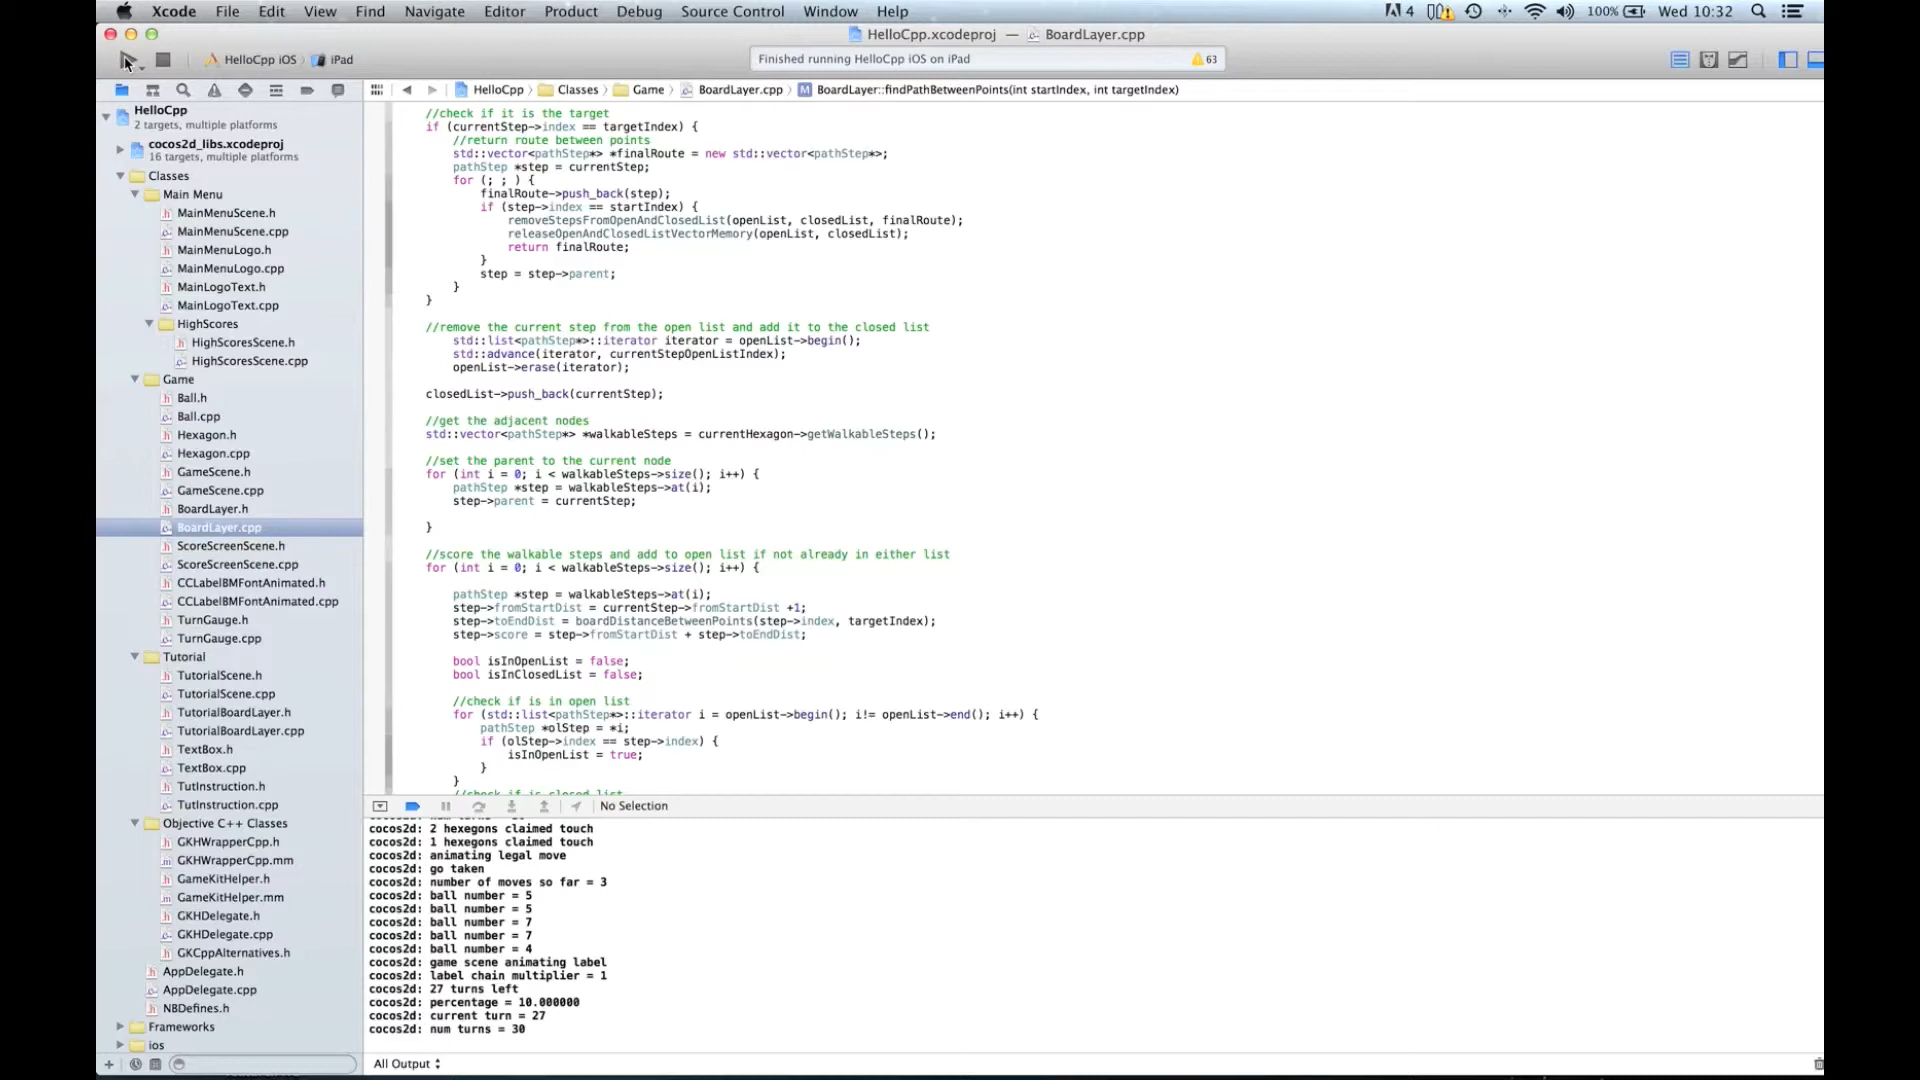 Xcode File Edit View Find Navigate Editor Product Debug Source Control Window Help
4 100% Wed 10:32
HelloCpp.xcodeproj — BoardLayer.cpp
HelloCpp iOS iPad
Finished running HelloCpp iOS on iPad
63
HelloCpp Classes Game BoardLayer.cpp M BoardLayer::findPathBetweenPoints(int startIndex, int targetIndex)
HelloCpp
2 targets, multiple platforms
cocos2d_libs.xcodeproj
16 targets, multiple platforms
Classes
Main Menu
MainMenuScene.h
MainMenuScene.cpp
MainMenuLogo.h
MainMenuLogo.cpp
MainLogoText.h
MainLogoText.cpp
HighScores
HighScoresScene.h
HighScoresScene.cpp
Game
Ball.h
Ball.cpp
Hexagon.h
Hexagon.cpp
GameScene.h
GameScene.cpp
BoardLayer.h
BoardLayer.cpp
ScoreScreenScene.h
ScoreScreenScene.cpp
CCLabelBMFontAnimated.h
CCLabelBMFontAnimated.cpp
TurnGauge.h
TurnGauge.cpp
Tutorial
TutorialScene.h
TutorialScene.cpp
TutorialBoardLayer.h
TutorialBoardLayer.cpp
TextBox.h
TextBox.cpp
TutInstruction.h
TutInstruction.cpp
Objective C++ Classes
GKHWrapperCpp.h
GKHWrapperCpp.mm
GameKitHelper.h
GameKitHelper.mm
GKHDelegate.h
GKHDelegate.cpp
GKCppAlternatives.h
AppDelegate.h
AppDelegate.cpp
NBDefines.h
Frameworks
ios
//check if it is the target
if (currentStep->index == targetIndex) {
//return route between points
std::vector<pathStep*> *finalRoute = new std::vector<pathStep*>;
pathStep *step = currentStep;
for (; ; ) {
finalRoute->push_back(step);
if (step->index == startIndex) {
removeStepsFromOpenAndClosedList(openList, closedList, finalRoute);
releaseOpenAndClosedListVectorMemory(openList, closedList);
return finalRoute;
}
step = step->parent;
}
}
//remove the current step from the open list and add it to the closed list
std::list<pathStep*>::iterator iterator = openList->begin();
std::advance(iterator, currentStepOpenListIndex);
openList->erase(iterator);
closedList->push_back(currentStep);
//get the adjacent nodes
std::vector<pathStep*> *walkableSteps = currentHexagon->getWalkableSteps();
//set the parent to the current node
for (int i = 0; i < walkableSteps->size(); i++) {
pathStep *step = walkableSteps->at(i);
step->parent = currentStep;
}
//score the walkable steps and add to open list if not already in either list
for (int i = 0; i < walkableSteps->size(); i++) {
pathStep *step = walkableSteps->at(i);
step->fromStartDist = currentStep->fromStartDist +1;
step->toEndDist = boardDistanceBetweenPoints(step->index, targetIndex);
step->score = step->fromStartDist + step->toEndDist;
bool isInOpenList = false;
bool isInClosedList = false;
//check if is in open list
for (std::list<pathStep*>::iterator i = openList->begin(); i!= openList->end(); i++) {
pathStep *olStep = *i;
if (olStep->index == step->index) {
isInOpenList = true;
}
}
//check if is closed list
No Selection
cocos2d: 2 hexegons claimed touch
cocos2d: 1 hexegons claimed touch
cocos2d: animating legal move
cocos2d: go taken
cocos2d: number of moves so far = 3
cocos2d: ball number = 5
cocos2d: ball number = 5
cocos2d: ball number = 7
cocos2d: ball number = 7
cocos2d: ball number = 4
cocos2d: game scene animating label
cocos2d: label chain multiplier = 1
cocos2d: 27 turns left
cocos2d: percentage = 10.000000
cocos2d: current turn = 27
cocos2d: num turns = 30
All Output